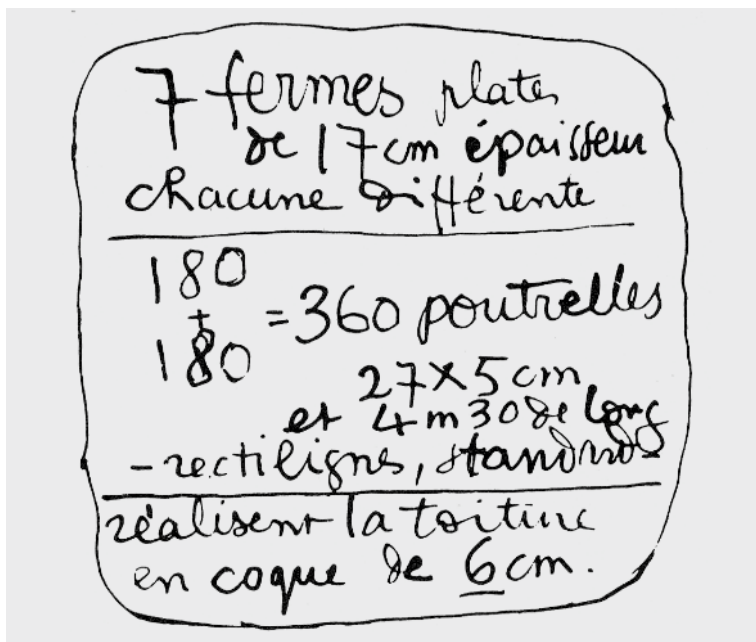 7 fermes plates
de 17 cm épaisseur
chacune différente
180
+
180
= 360 poutrelles
27 × 5 cm
et 4 m 30 de long
- rectilignes, standards -
réalisent la toiture
en coque de 6 cm.